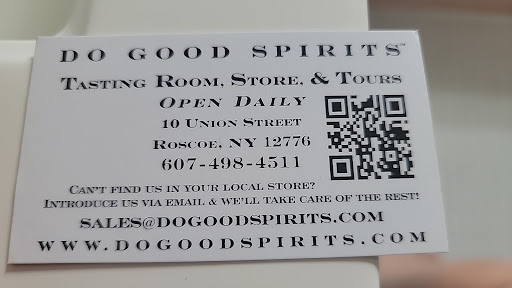 DO GOOD SPIRITS™
TASTING ROOM, STORE, & TOURS
OPEN DAILY
10 UNION STREET
ROSCOE, NY 12776
607-498-4511
CAN'T FIND US IN YOUR LOCAL STORE?
INTRODUCE US VIA EMAIL & WE'LL TAKE CARE OF THE REST!
SALES@DOGOODSPIRITS.COM
WWW.DOGOODSPIRITS.COM